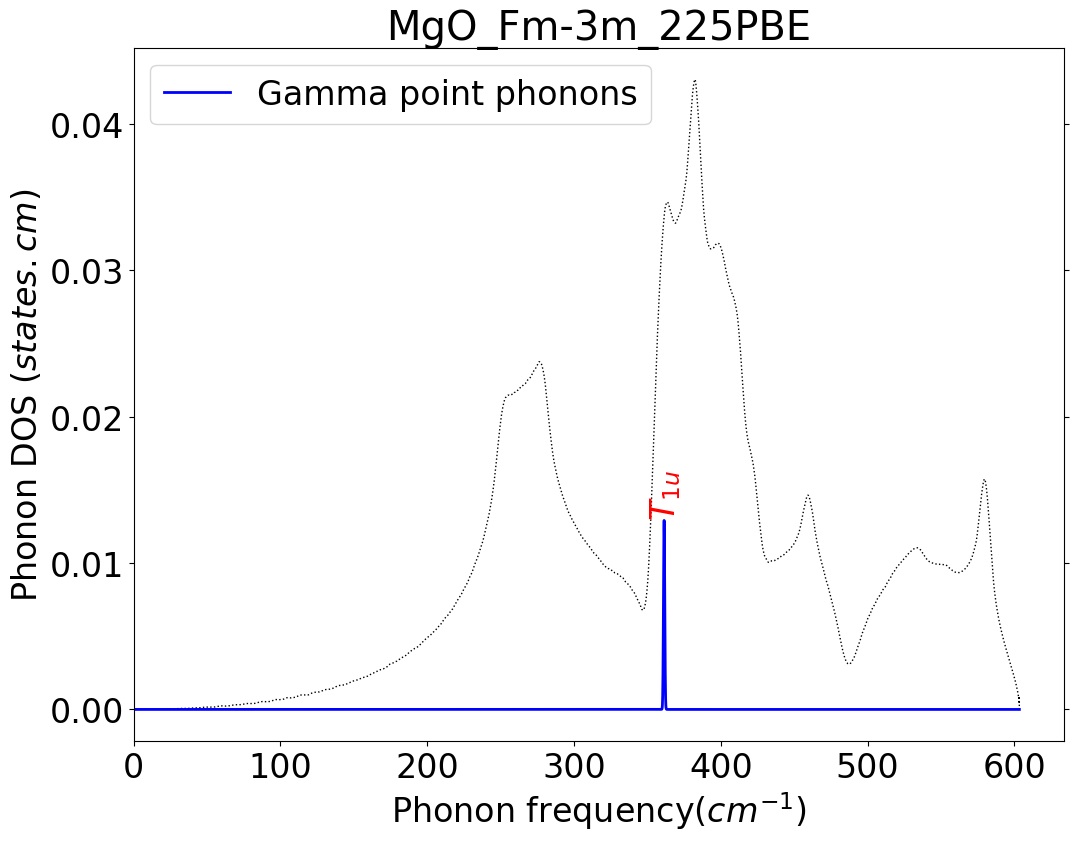 MgO_Fm-3m_225PBE
Gamma point phonons
Phonon DOS (states.cm)
0.04
0.03
0.02
0.01
0.00
T1u
0 100 200 300 400 500 600
Phonon frequency(cm⁻¹)